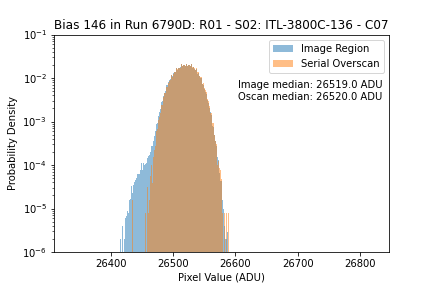 Bias 146 in Run 6790D: R01 - S02: ITL-3800C-136 - C07
Image Region
Serial Overscan
Image median: 26519.0 ADU
Oscan median: 26520.0 ADU
Probability Density
10⁻¹
10⁻²
10⁻³
10⁻⁴
10⁻⁵
10⁻⁶
26400 26500 26600 26700 26800
Pixel Value (ADU)